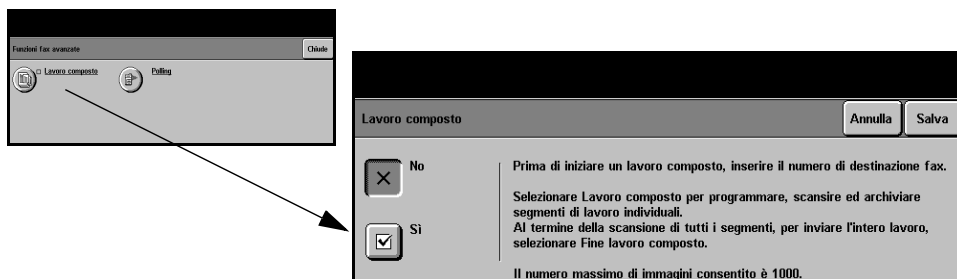 Funzioni fax avanzate
Chiude
Lavoro composto
Polling
Lavoro composto
Annulla
Salva
No
Prima di iniziare un lavoro composto, inserire il numero di destinazione fax.
Selezionare Lavoro composto per programmare, scansire ed archiviare
segmenti di lavoro individuali.
Sì
Al termine della scansione di tutti i segmenti, per inviare l'intero lavoro,
selezionare Fine lavoro composto.
Il numero massimo di immagini consentito è 1000.